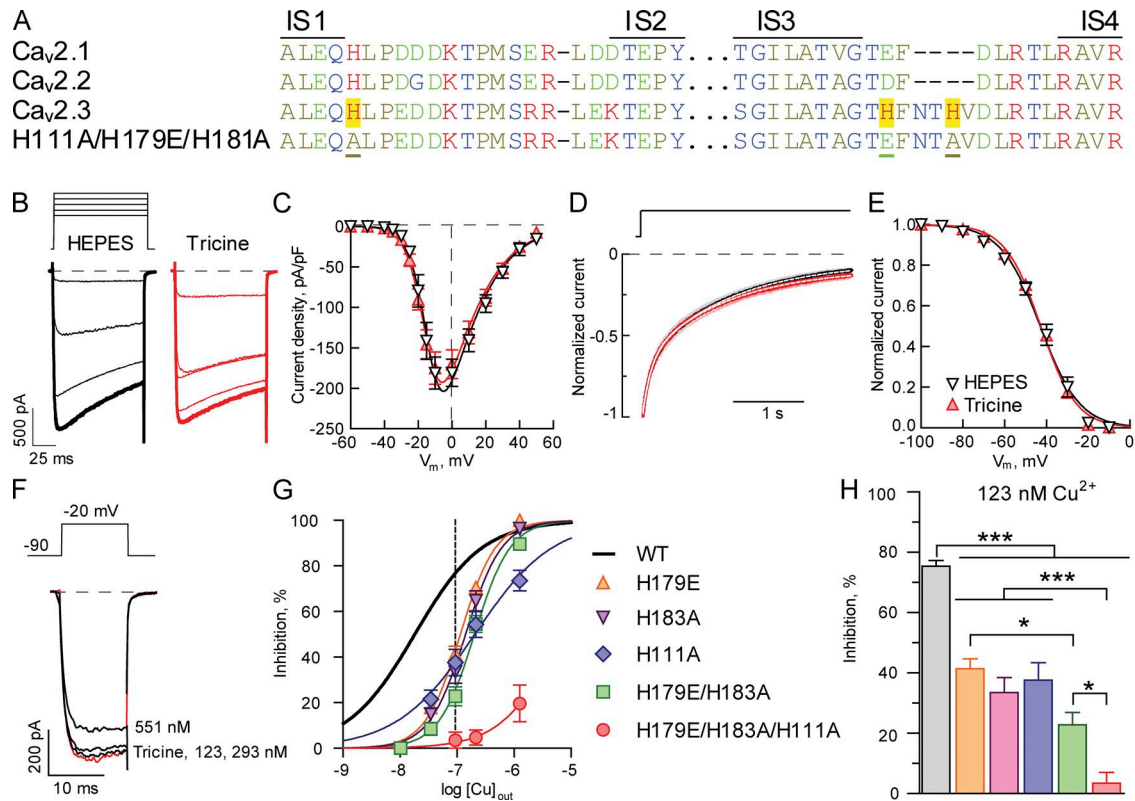 A
IS1 IS2 IS3 IS4
Cav2.1 ALEQHLPDDDKTPMSER-LDDTEPY...TGILATVGTEF----DLRTLRAVR
Cav2.2 ALEQHLPDGDKTPMSER-LDDTEPY...TGILATAGTDF----DLRTLRAVR
Cav2.3 ALEQHLPEDDKTPMSRR-LEKTEPY...SGILATAGTHFNTHVDLRTLRAVR
H111A/H179E/H181A ALEQALPEDDKTPMSRR-LEKTEPY...SGILATAGTEFNTAVDLRTLRAVR
B
HEPES Tricine
500 pA
25 ms
C
Current density, pA/pF
0
-50
-100
-150
-200
-250
-60 -40 -20 0 20 40 60
Vm, mV
D
Normalized current
0
-0.5
-1
1 s
E
Normalized current
1.0
0.8
0.6
0.4
0.2
0.0
HEPES
Tricine
-100 -80 -60 -40 -20 0
Vm, mV
F
-20 mV
-90
551 nM
Tricine, 123, 293 nM
200 pA
10 ms
G
Inhibition, %
100
80
60
40
20
0
-9 -8 -7 -6 -5
log [Cu]out
WT
H179E
H183A
H111A
H179E/H183A
H179E/H183A/H111A
H
123 nM Cu2+
Inhibition, %
100
80
60
40
20
0
***
***
*
*